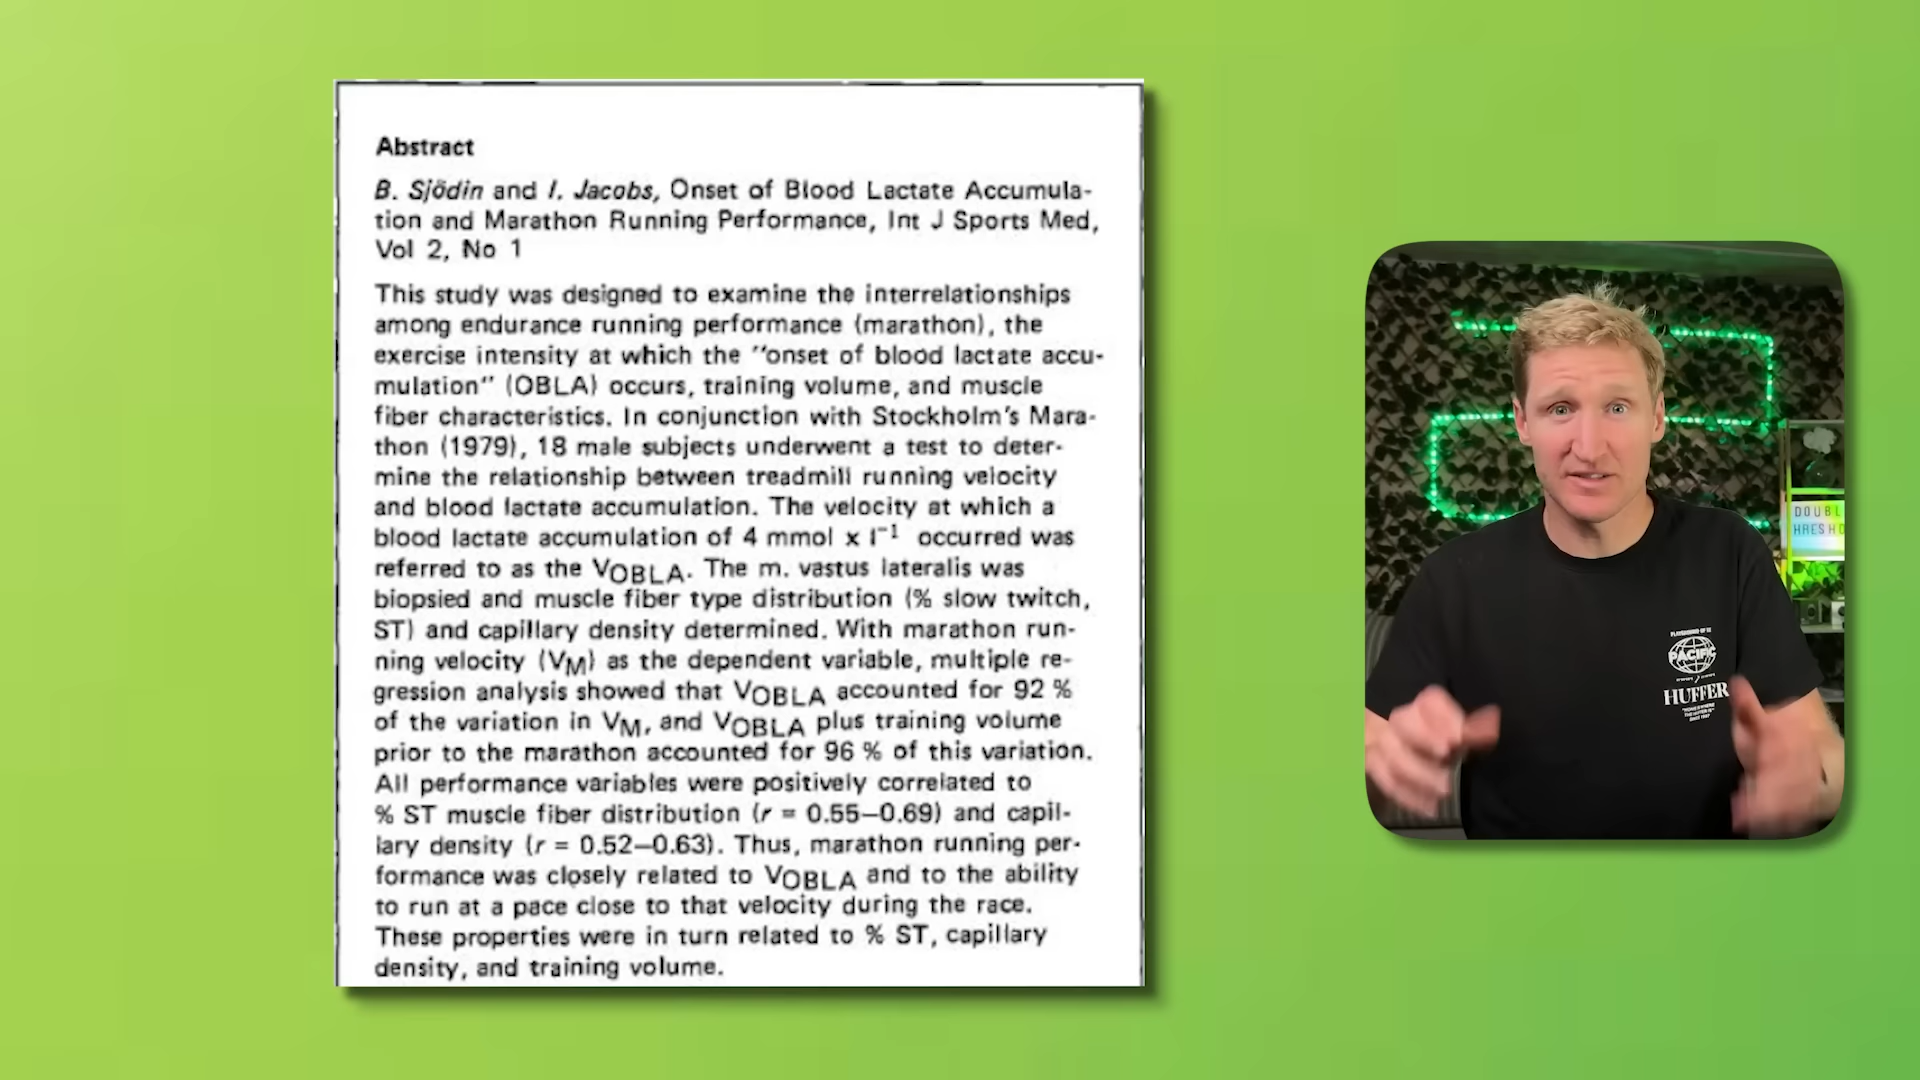 Abstract
B. Sjödin and I. Jacobs, Onset of Blood Lactate Accumula-
tion and Marathon Running Performance, Int J Sports Med,
Vol 2, No 1
This study was designed to examine the interrelationships
among endurance running performance (marathon), the
exercise intensity at which the "onset of blood lactate accu-
mulation" (OBLA) occurs, training volume, and muscle
fiber characteristics. In conjunction with Stockholm's Mara-
thon (1979), 18 male subjects underwent a test to deter-
mine the relationship between treadmill running velocity
and blood lactate accumulation. The velocity at which a
blood lactate accumulation of 4 mmol x l⁻¹ occurred was
referred to as the VOBLA. The m. vastus lateralis was
biopsied and muscle fiber type distribution (% slow twitch,
ST) and capillary density determined. With marathon run-
ning velocity (VM) as the dependent variable, multiple re-
gression analysis showed that VOBLA accounted for 92 %
of the variation in VM, and VOBLA plus training volume
prior to the marathon accounted for 96 % of this variation.
All performance variables were positively correlated to
% ST muscle fiber distribution (r = 0.55–0.69) and capil-
lary density (r = 0.52–0.63). Thus, marathon running per-
formance was closely related to VOBLA and to the ability
to run at a pace close to that velocity during the race.
These properties were in turn related to % ST, capillary
density, and training volume.
DOUBL
HRESHO
PACIFIC
HUFFER